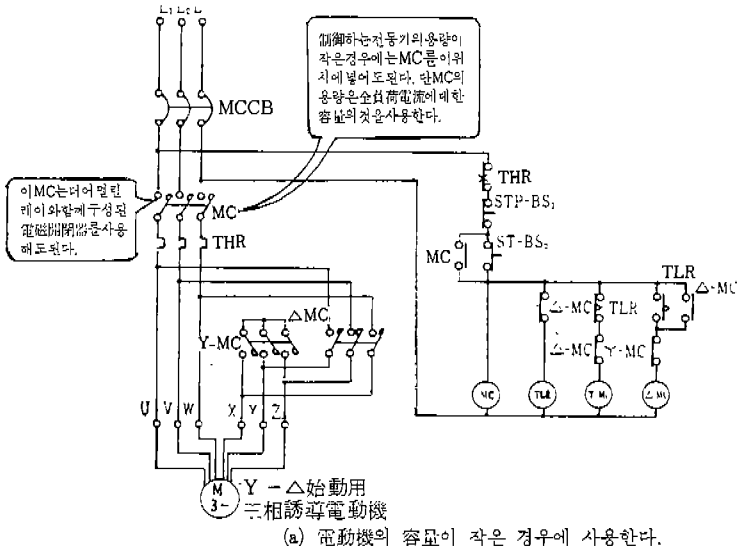 L₁ L₂ L
MCCB
制御하는전동기의용량이
작은경우에는MC를이위
치에넣어도된다. 단MC의
용량은全負荷電流에대한
容量의것을사용한다.
이MC는더어멀릴
레이와함께구성된
電磁開閉器를사용
해도된다.
MC
THR
THR
STP-BS₁
MC
ST-BS₂
TLR
△-MC
△-MC
TLR
△-MC
Y-MC
△MC
Y-MC
MC
TLR
U V W X Y Z
M
3~
Y-△始動用
三相誘導電動機
(a) 電動機의 容量이 작은 경우에 사용한다.